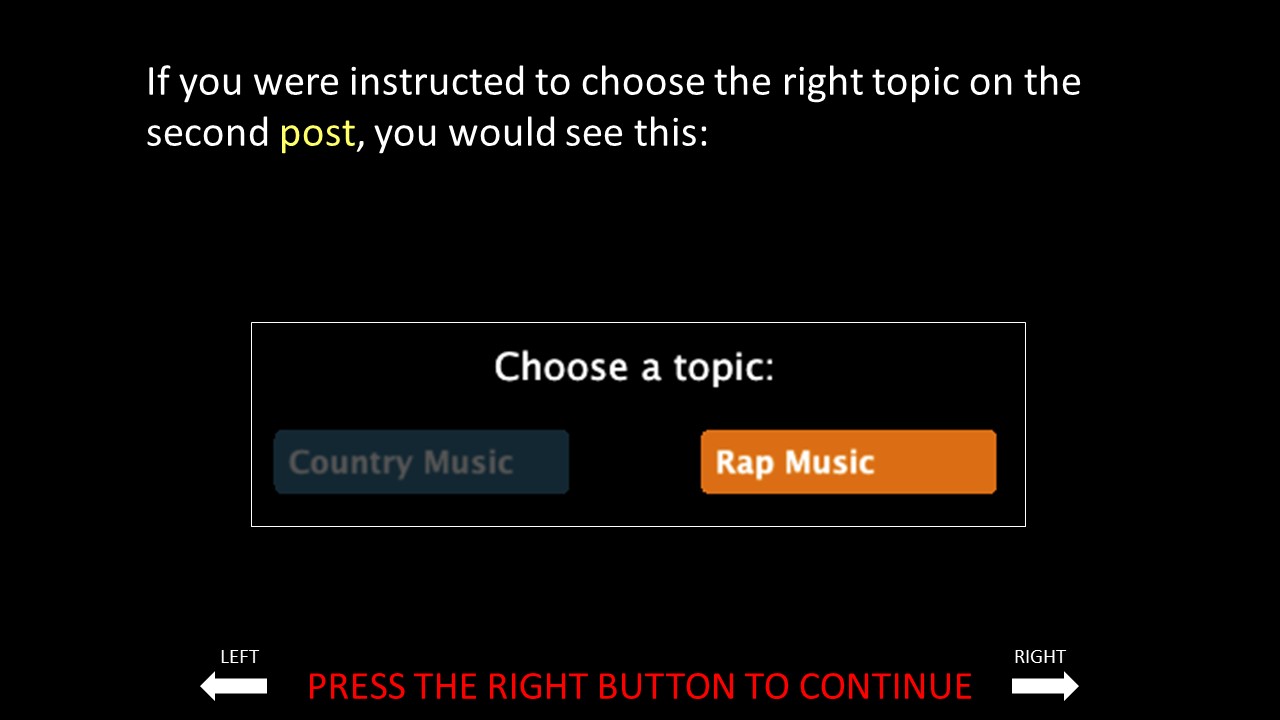 If you were instructed to choose the right topic on the
second post, you would see this:
Choose a topic:
Country Music
Rap Music
LEFT
RIGHT
PRESS THE RIGHT BUTTON TO CONTINUE